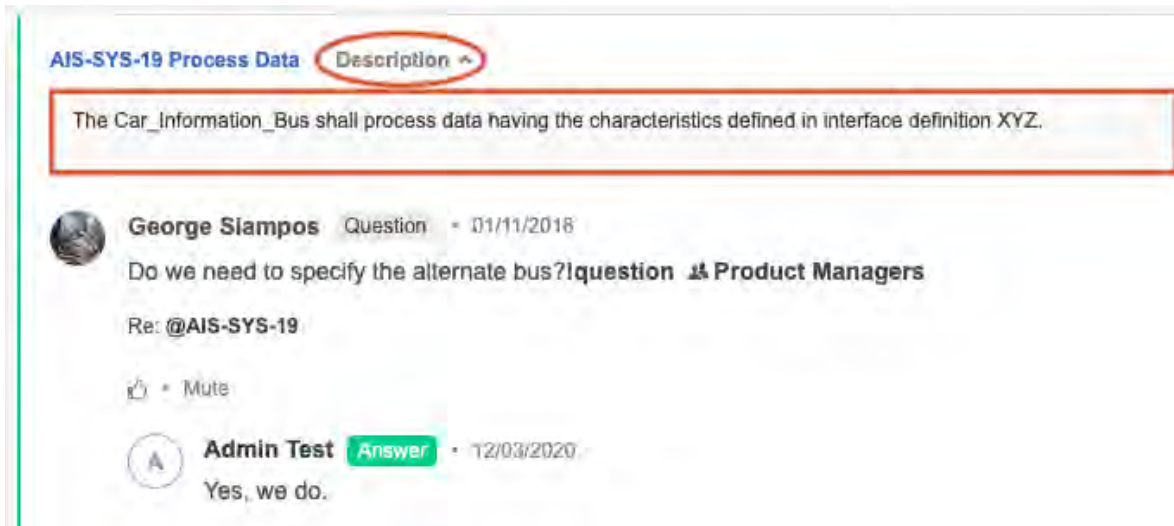 AIS-SYS-19 Process Data Description
The Car_Information_Bus shall process data having the characteristics defined in interface definition XYZ.
George Siampos Question • 01/11/2018
Do we need to specify the alternate bus?!question Product Managers
Re: @AIS-SYS-19
• Mute
A Admin Test Answer • 12/03/2020
Yes, we do.